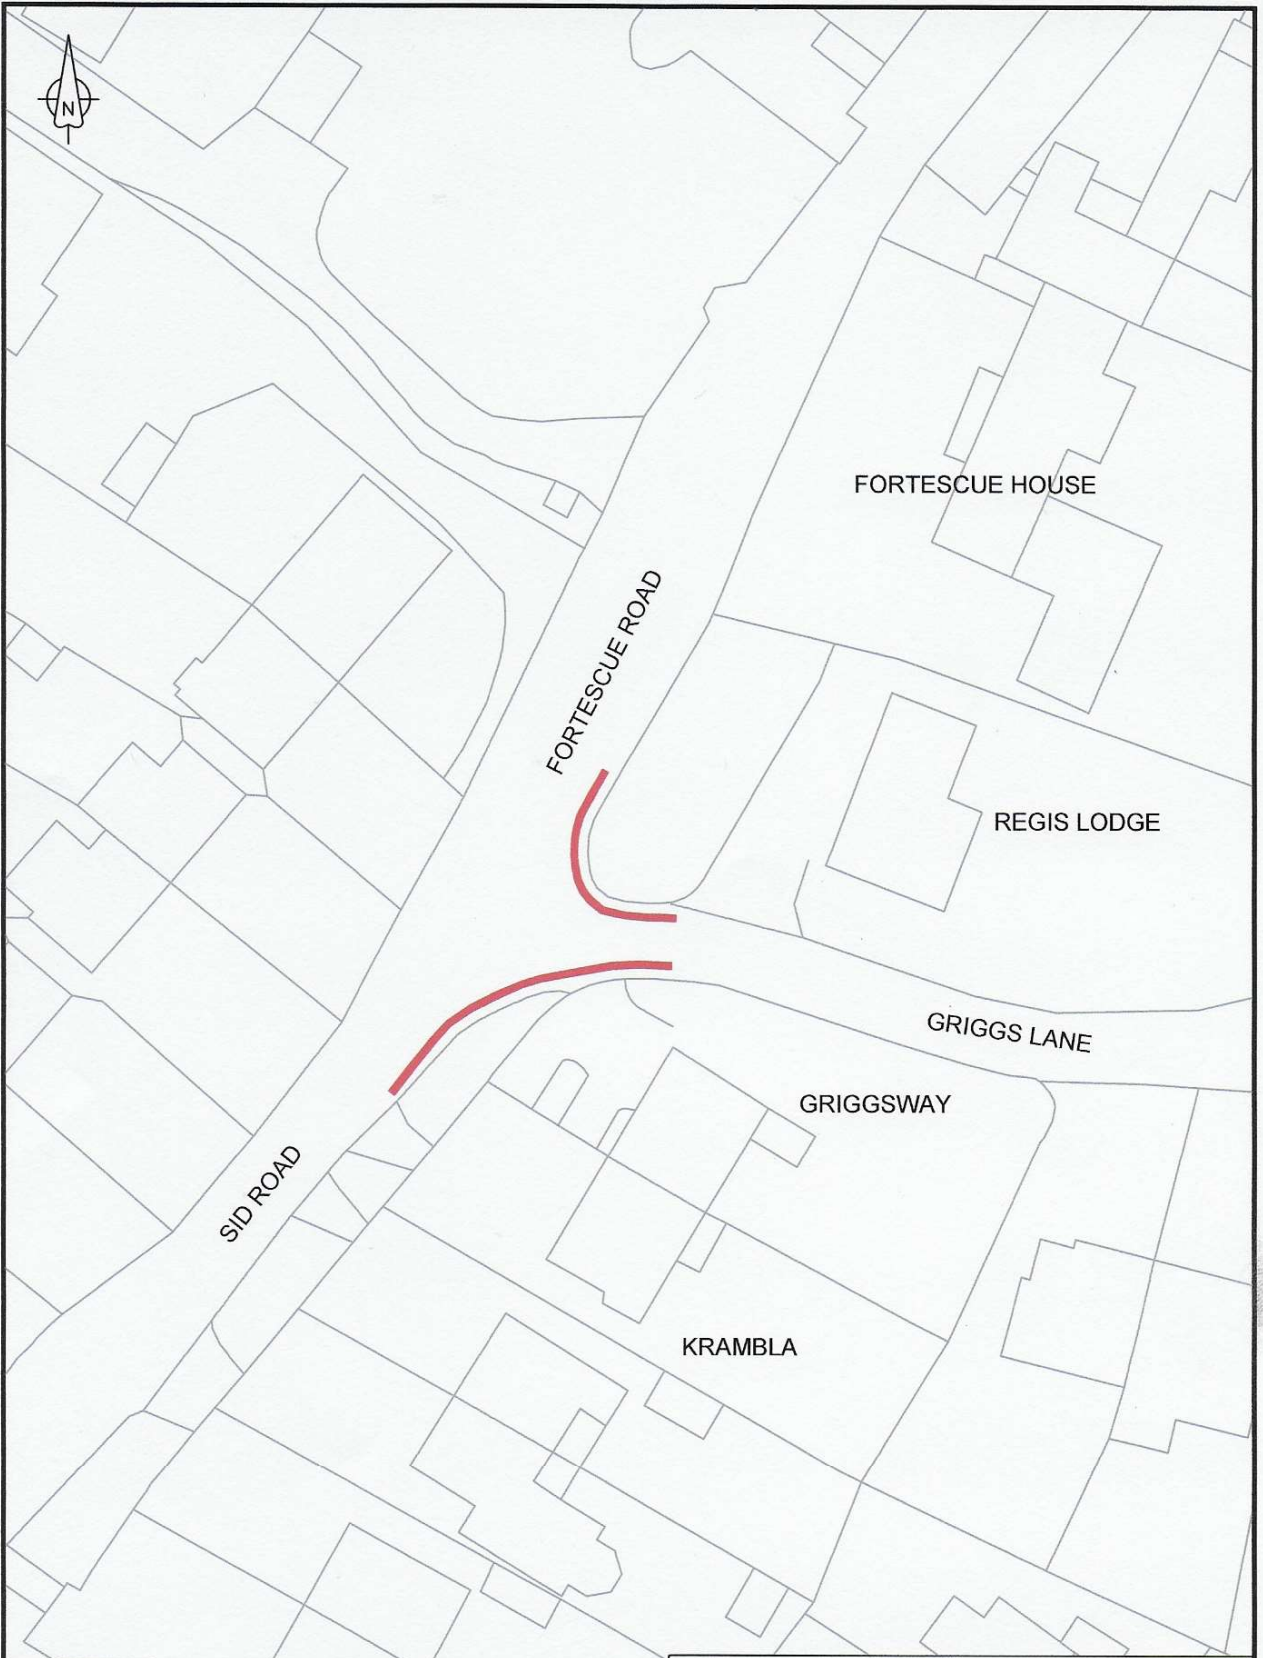 N
FORTESCUE HOUSE
FORTESCUE ROAD
REGIS LODGE
GRIGGS LANE
GRIGGSWAY
SID ROAD
KRAMBLA